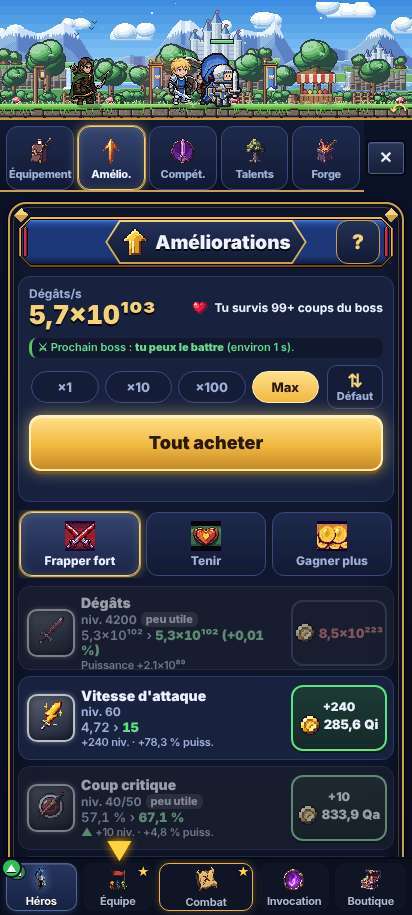 Équipement
Amélio.
Compét.
Talents
Forge
×
Améliorations
?
Dégâts/s
5,7×10¹⁰³
Tu survis 99+ coups du boss
Prochain boss : tu peux le battre (environ 1 s).
×1
×10
×100
Max
Défaut
Tout acheter
Frapper fort
Tenir
Gagner plus
Dégâts
niv. 4200 peu utile
5,3×10¹⁰² › 5,3×10¹⁰² (+0,01
%)
Puissance +2.1×10⁸⁹
8,5×10²²³
Vitesse d'attaque
niv. 60
4,72 › 15
+240 niv. · +78,3 % puiss.
+240
285,6 Qi
Coup critique
niv. 40/50 peu utile
57,1 % › 67,1 %
▲ +10 niv. · +4,8 % puiss.
+10
833,9 Qa
Héros
Équipe
Combat
Invocation
Boutique